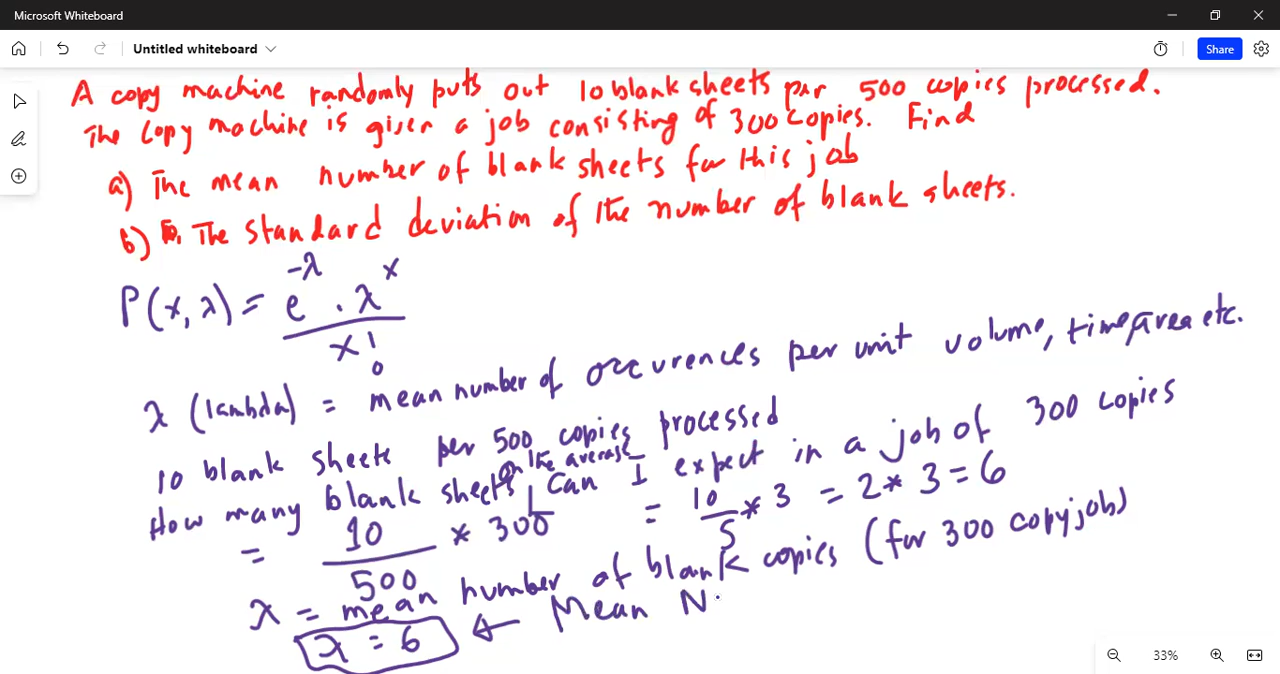 Microsoft Whiteboard
Untitled whiteboard
Share
A copy machine randomly puts out 10 blank sheets per 500 copies processed.
The copy machine is given a job consisting of 300 copies. Find
a) The mean number of blank sheets for this job
b) The standard deviation of the number of blank sheets.
P(x, λ) = e^-λ . λ^x / x!
λ (lambda) = mean number of occurences per unit volume, time, area etc.
10 blank sheets per 500 copies processed
on the average
How many blank sheets can I expect in a job of 300 copies
= 10/500 * 300 = 10/5 * 3 = 2 * 3 = 6
λ = mean number of blank copies (for 300 copy job)
λ = 6 ← Mean N
33%